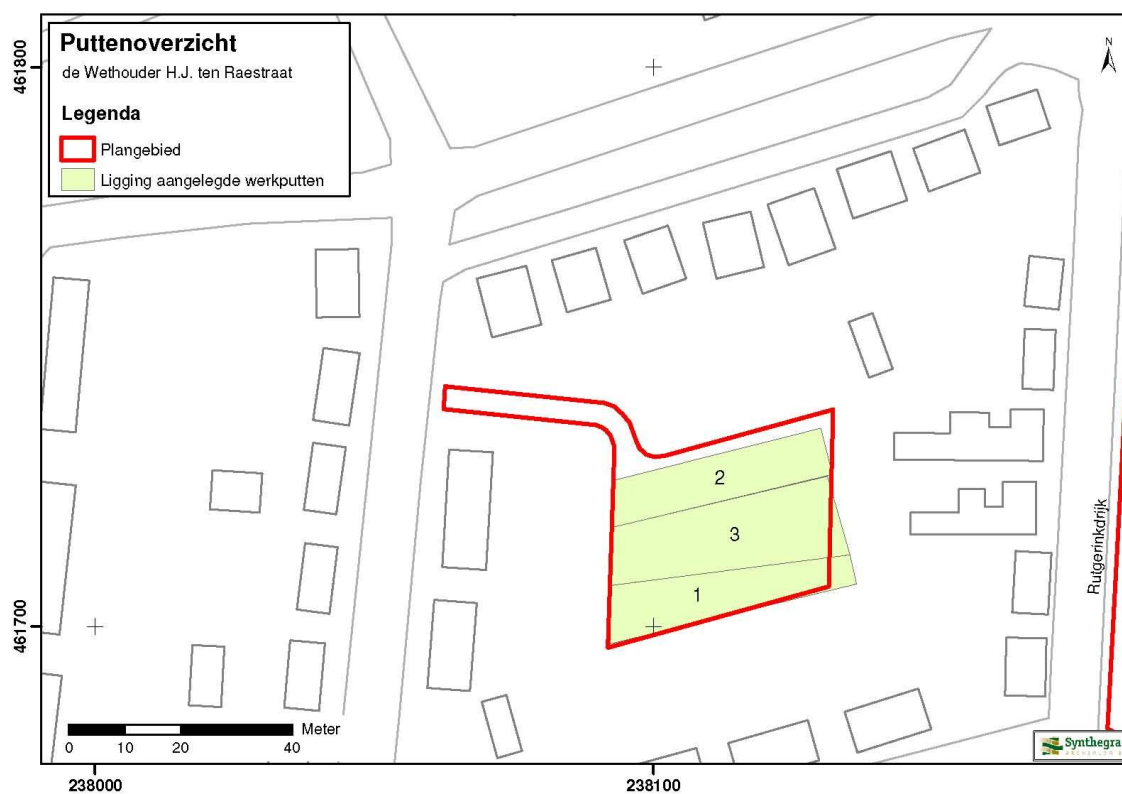 Puttenoverzicht
de Wethouder H.J. ten Raestraat
Legenda
Plangebied
Ligging aangelegde werkputten
N
461800
2
3
1
Rutgerinkdrijk
461700
Meter
0 10 20 40
Synthegra
238000 238100